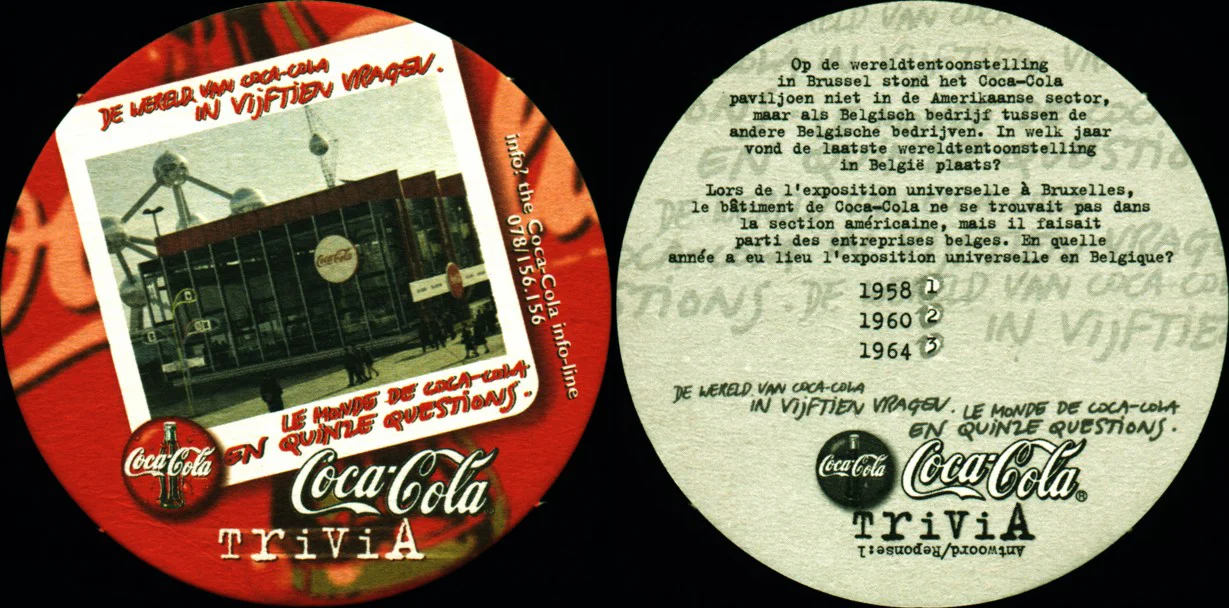 DE WERELD VAN COCA-COLA
IN VIJFTIEN VRAGEN.
Coca-Cola
info? the Coca-Cola info-line
078/156.156
LE MONDE DE COCA-COLA
EN QUINZE QUESTIONS.
Coca-Cola
Coca-Cola
TriViA
Op de wereldtentoonstelling
in Brussel stond het Coca-Cola
paviljoen niet in de Amerikaanse sector,
maar als Belgisch bedrijf tussen de
andere Belgische bedrijven. In welk jaar
vond de laatste wereldtentoonstelling
in België plaats?
Lors de l'exposition universelle à Bruxelles,
le bâtiment de Coca-Cola ne se trouvait pas dans
la section américaine, mais il faisait
parti des entreprises belges. En quelle
année a eu lieu l'exposition universelle en Belgique?
1958 1
1960 2
1964 3
DE WERELD VAN COCA-COLA
IN VIJFTIEN VRAGEN.
LE MONDE DE COCA-COLA
EN QUINZE QUESTIONS.
Coca-Cola
Coca-Cola®
TriViA
Antwoord/Reponse:1